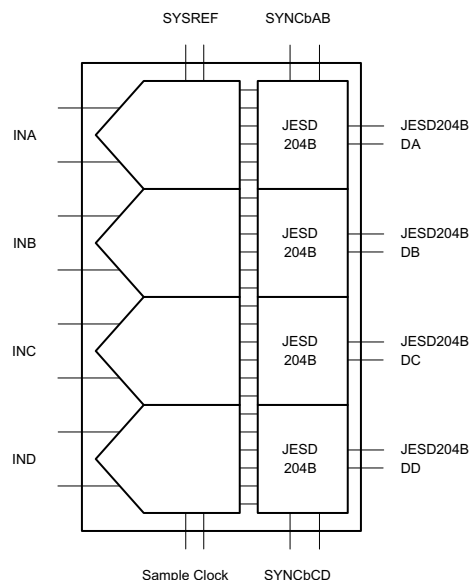 SYSREF SYNCbAB
JESD
204B
JESD204B
DA
INA
JESD
204B
JESD204B
DB
INB
JESD
204B
JESD204B
DC
INC
JESD
204B
JESD204B
DD
IND
Sample Clock SYNCbCD